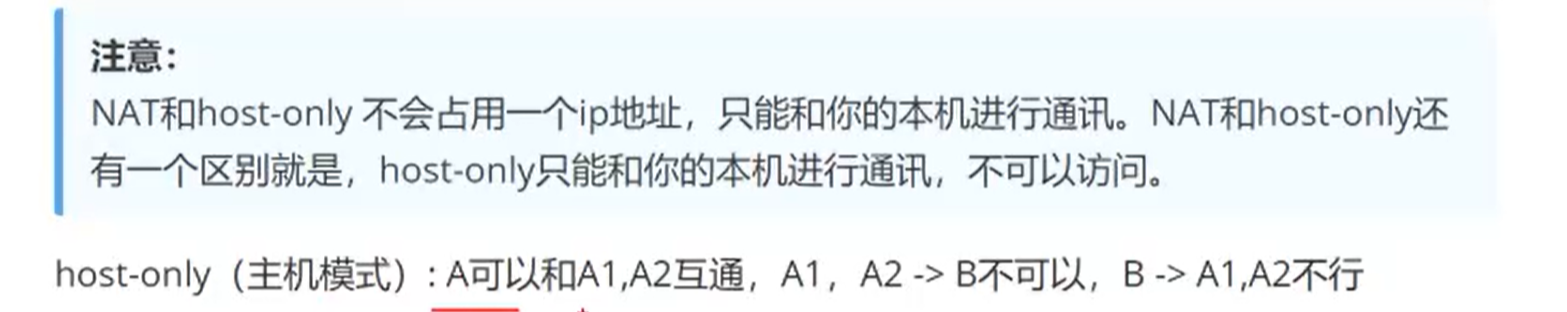 注意：
NAT和host-only 不会占用一个ip地址，只能和你的本机进行通讯。NAT和host-only还
有一个区别就是，host-only只能和你的本机进行通讯，不可以访问。
host-only（主机模式）: A可以和A1,A2互通，A1，A2 -> B不可以，B -> A1,A2不行